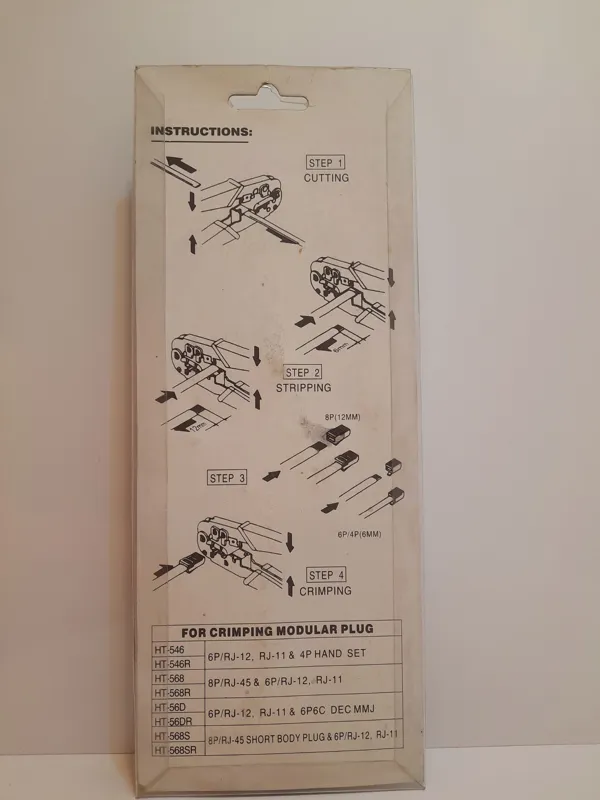 INSTRUCTIONS:
STEP 1
CUTTING
6mm
STEP 2
STRIPPING
12mm
8P(12MM)
STEP 3
6P/4P(6MM)
STEP 4
CRIMPING
FOR CRIMPING MODULAR PLUG
HT-546
6P/RJ-12, RJ-11 & 4P HAND SET
HT-546R
HT-568
8P/RJ-45 & 6P/RJ-12, RJ-11
HT-568R
HT-56D
6P/RJ-12, RJ-11 & 6P6C DEC MMJ
HT-56DR
HT-568S
8P/RJ-45 SHORT BODY PLUG & 6P/RJ-12, RJ-11
HT-568SR